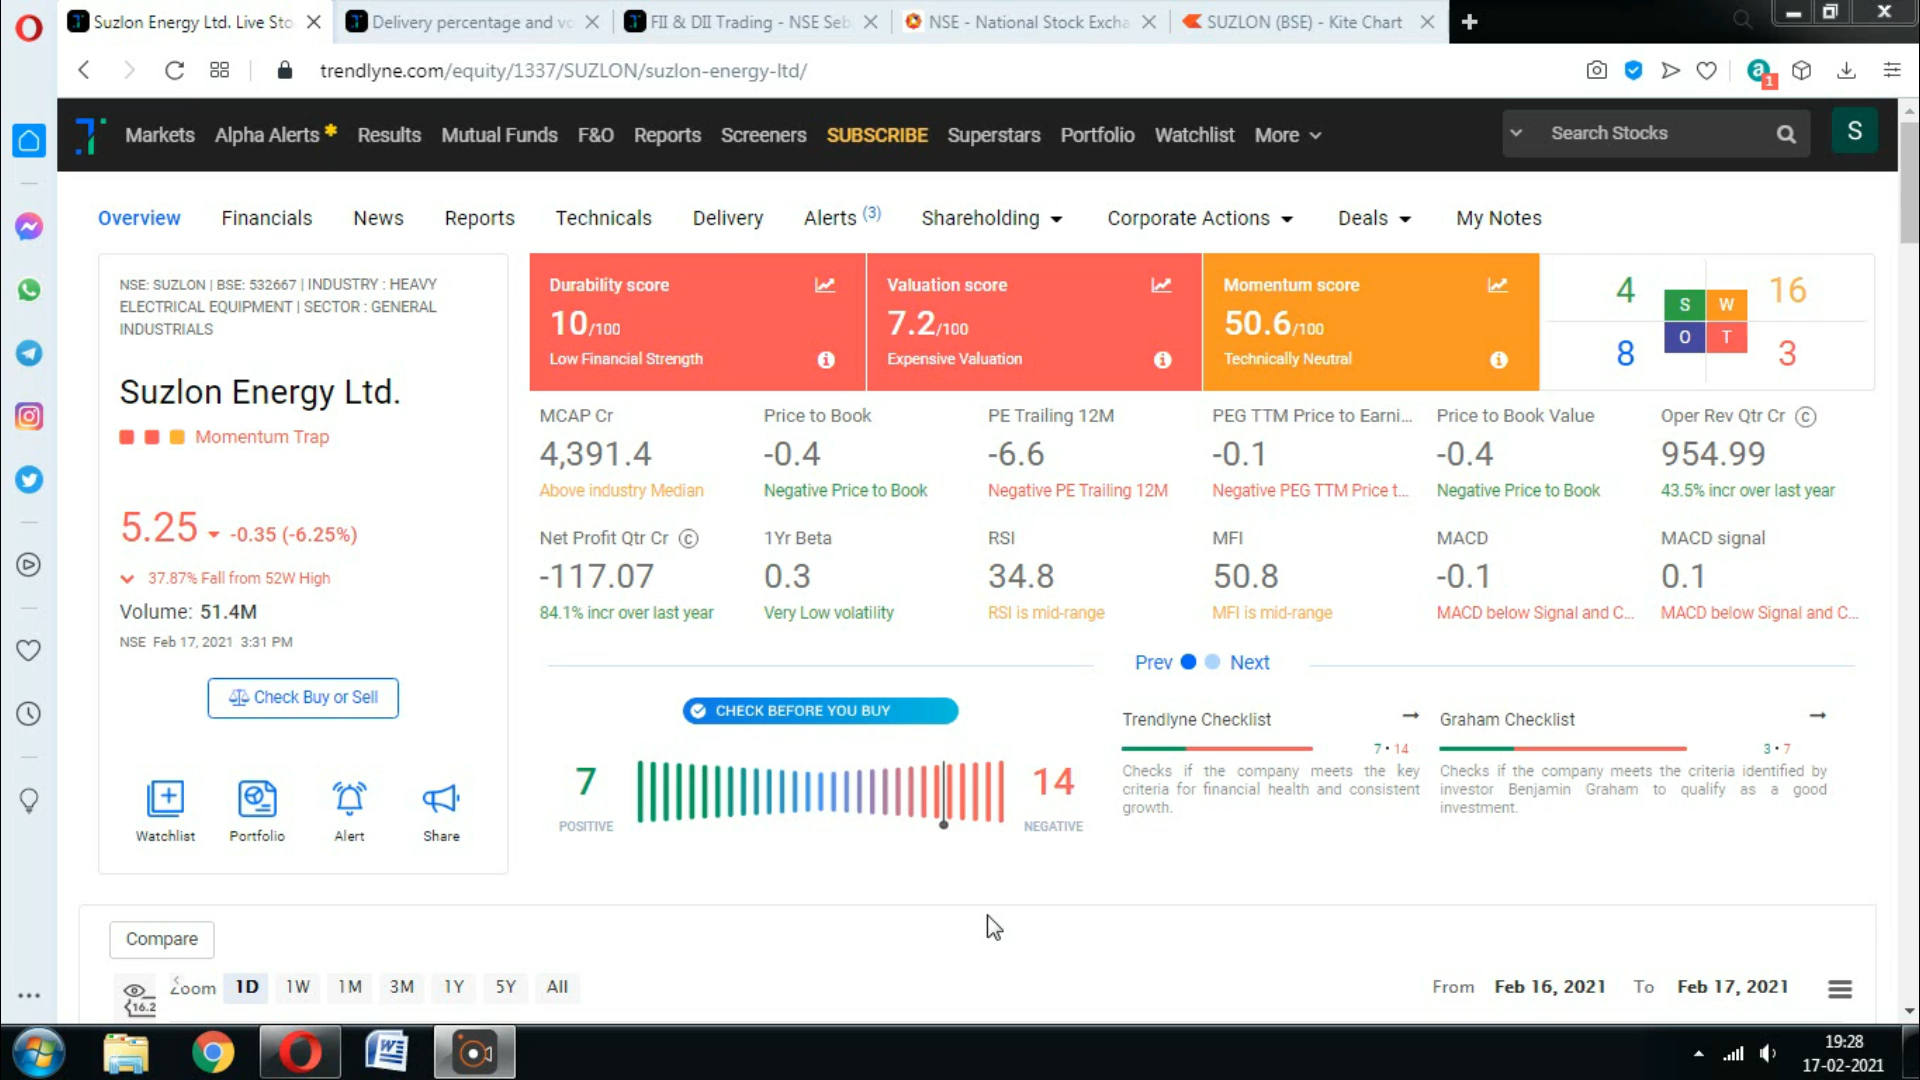 Suzlon Energy Ltd. Live Sto
Delivery percentage and vo
FII & DII Trading - NSE Seb
NSE - National Stock Excha
SUZLON (BSE) - Kite Chart
trendlyne.com/equity/1337/SUZLON/suzlon-energy-ltd/
a
1
Markets
Alpha Alerts
Results
Mutual Funds
F&O
Reports
Screeners
SUBSCRIBE
Superstars
Portfolio
Watchlist
More
Search Stocks
S
Overview
Financials
News
Reports
Technicals
Delivery
Alerts (3)
Shareholding
Corporate Actions
Deals
My Notes
NSE: SUZLON | BSE: 532667 | INDUSTRY : HEAVY
ELECTRICAL EQUIPMENT | SECTOR : GENERAL
INDUSTRIALS
Suzlon Energy Ltd.
Momentum Trap
5.25 -0.35 (-6.25%)
37.87% Fall from 52W High
Volume: 51.4M
NSE Feb 17, 2021 3:31 PM
Check Buy or Sell
Watchlist
Portfolio
Alert
Share
Durability score
10/100
Low Financial Strength
Valuation score
7.2/100
Expensive Valuation
Momentum score
50.6/100
Technically Neutral
4
S
W
16
8
O
T
3
MCAP Cr
4,391.4
Above industry Median
Price to Book
-0.4
Negative Price to Book
PE Trailing 12M
-6.6
Negative PE Trailing 12M
PEG TTM Price to Earni...
-0.1
Negative PEG TTM Price t...
Price to Book Value
-0.4
Negative Price to Book
Oper Rev Qtr Cr C
954.99
43.5% incr over last year
Net Profit Qtr Cr C
-117.07
84.1% incr over last year
1Yr Beta
0.3
Very Low volatility
RSI
34.8
RSI is mid-range
MFI
50.8
MFI is mid-range
MACD
-0.1
MACD below Signal and C...
MACD signal
0.1
MACD below Signal and C...
Prev
Next
CHECK BEFORE YOU BUY
7
POSITIVE
14
NEGATIVE
Trendlyne Checklist
7 • 14
Checks if the company meets the key
criteria for financial health and consistent
growth.
Graham Checklist
3 • 7
Checks if the company meets the criteria identified by
investor Benjamin Graham to qualify as a good
investment.
Compare
16.2
Zoom
1D
1W
1M
3M
1Y
5Y
All
From Feb 16, 2021 To Feb 17, 2021
19:28
17-02-2021